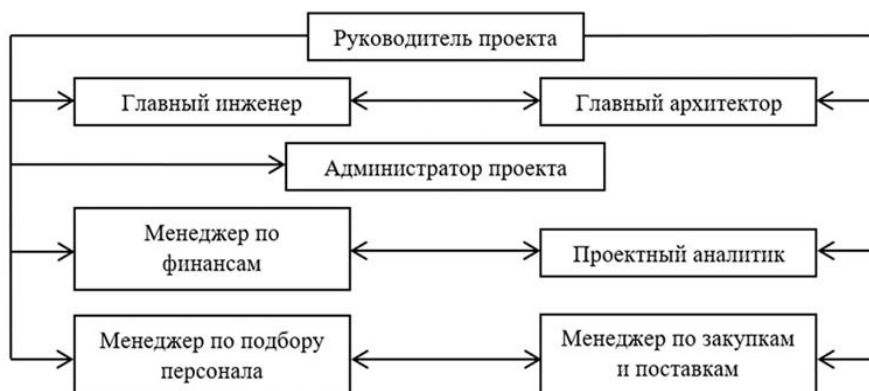 Руководитель проекта
Главный инженер
Главный архитектор
Администратор проекта
Менеджер по
финансам
Проектный аналитик
Менеджер по подбору
персонала
Менеджер по закупкам
и поставкам